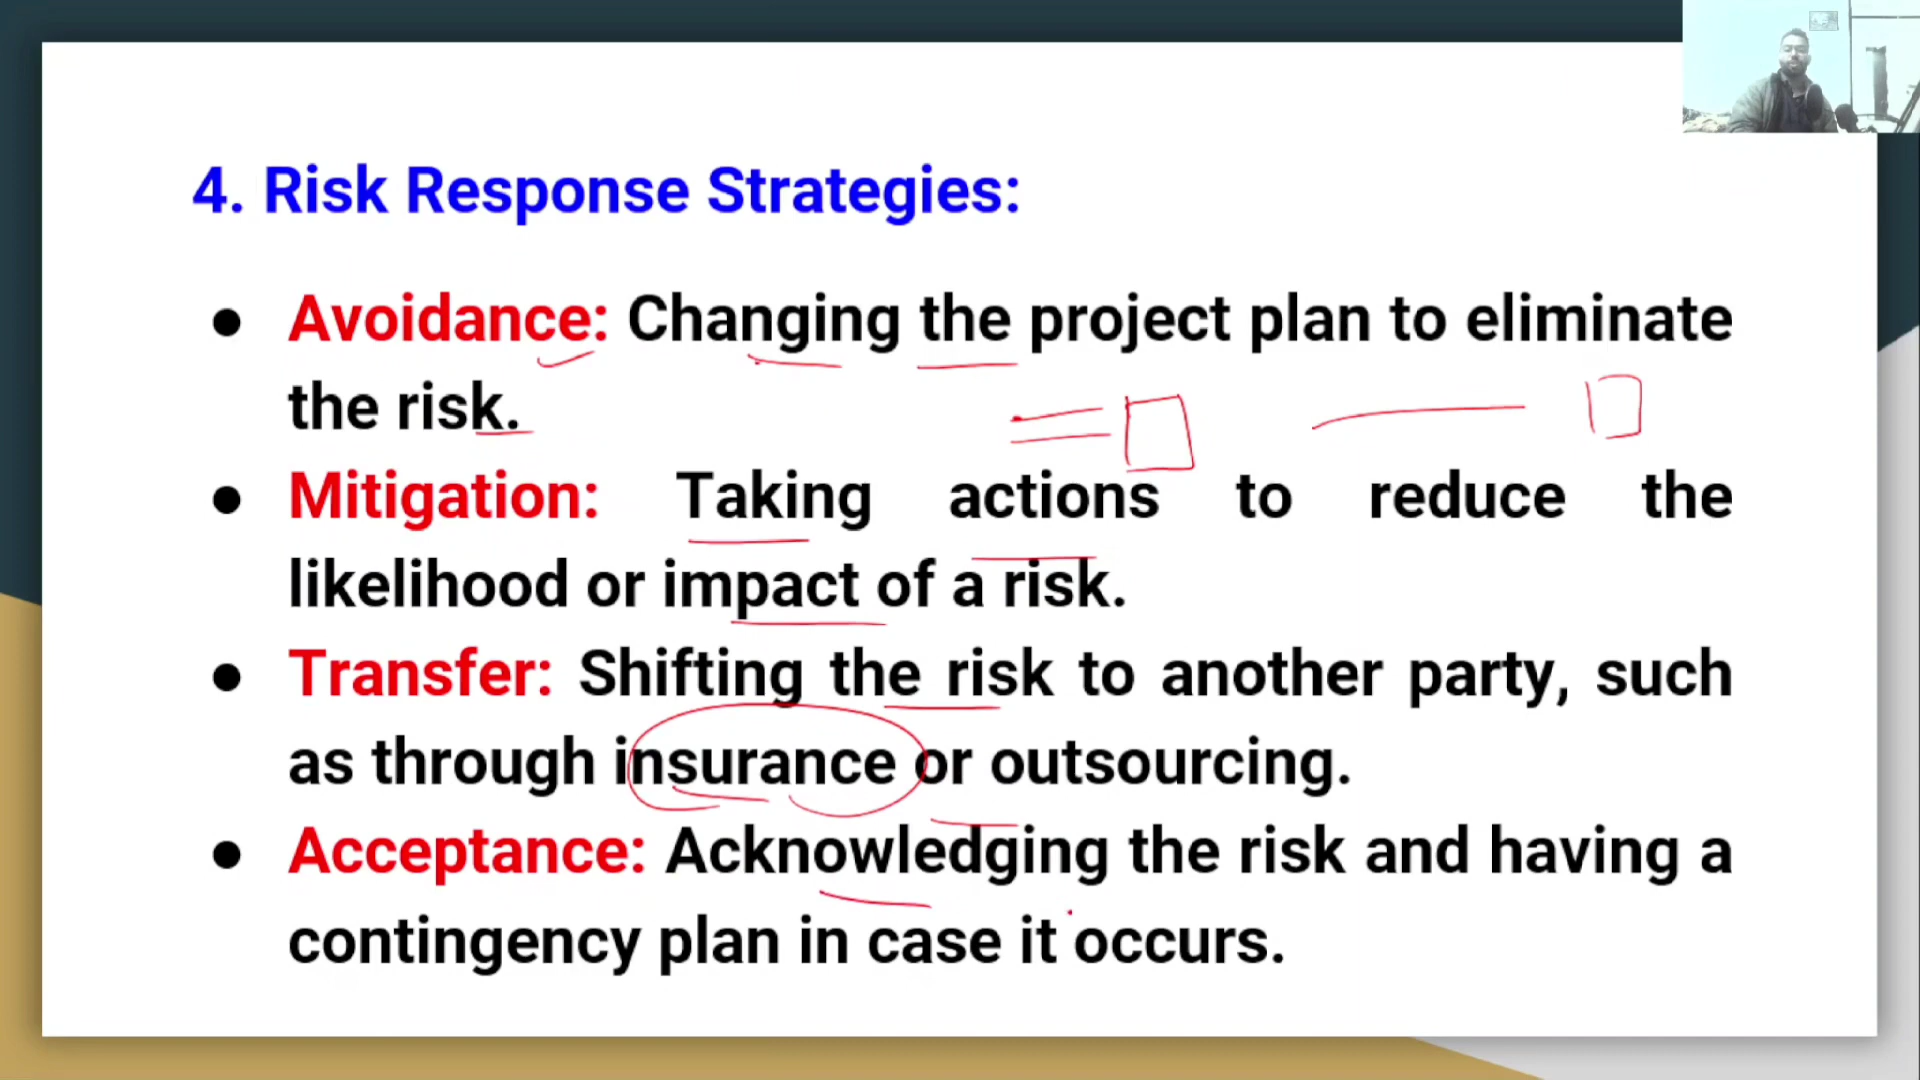 4. Risk Response Strategies:
● Avoidance: Changing the project plan to eliminate
the risk.
● Mitigation: Taking actions to reduce the
likelihood or impact of a risk.
● Transfer: Shifting the risk to another party, such
as through insurance or outsourcing.
● Acceptance: Acknowledging the risk and having a
contingency plan in case it occurs.